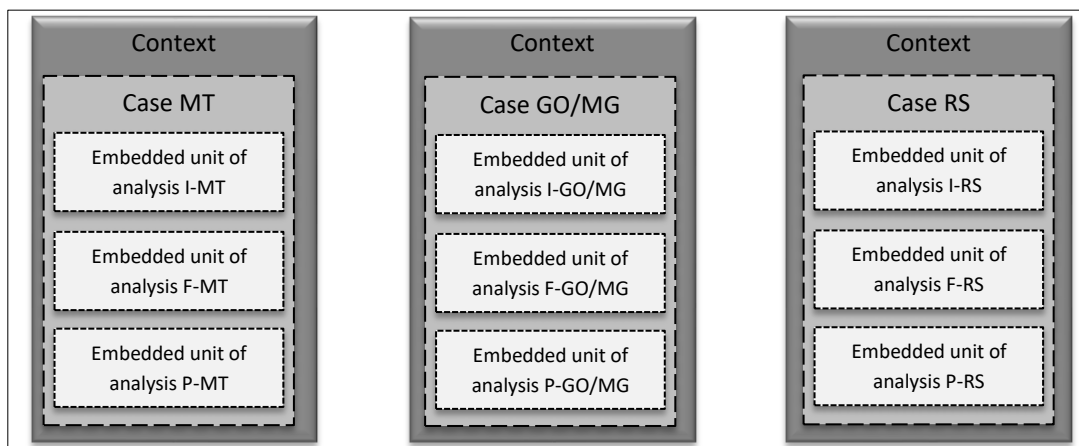 Context
Case MT
Embedded unit of
analysis I-MT
Embedded unit of
analysis F-MT
Embedded unit of
analysis P-MT
Context
Case GO/MG
Embedded unit of
analysis I-GO/MG
Embedded unit of
analysis F-GO/MG
Embedded unit of
analysis P-GO/MG
Context
Case RS
Embedded unit of
analysis I-RS
Embedded unit of
analysis F-RS
Embedded unit of
analysis P-RS